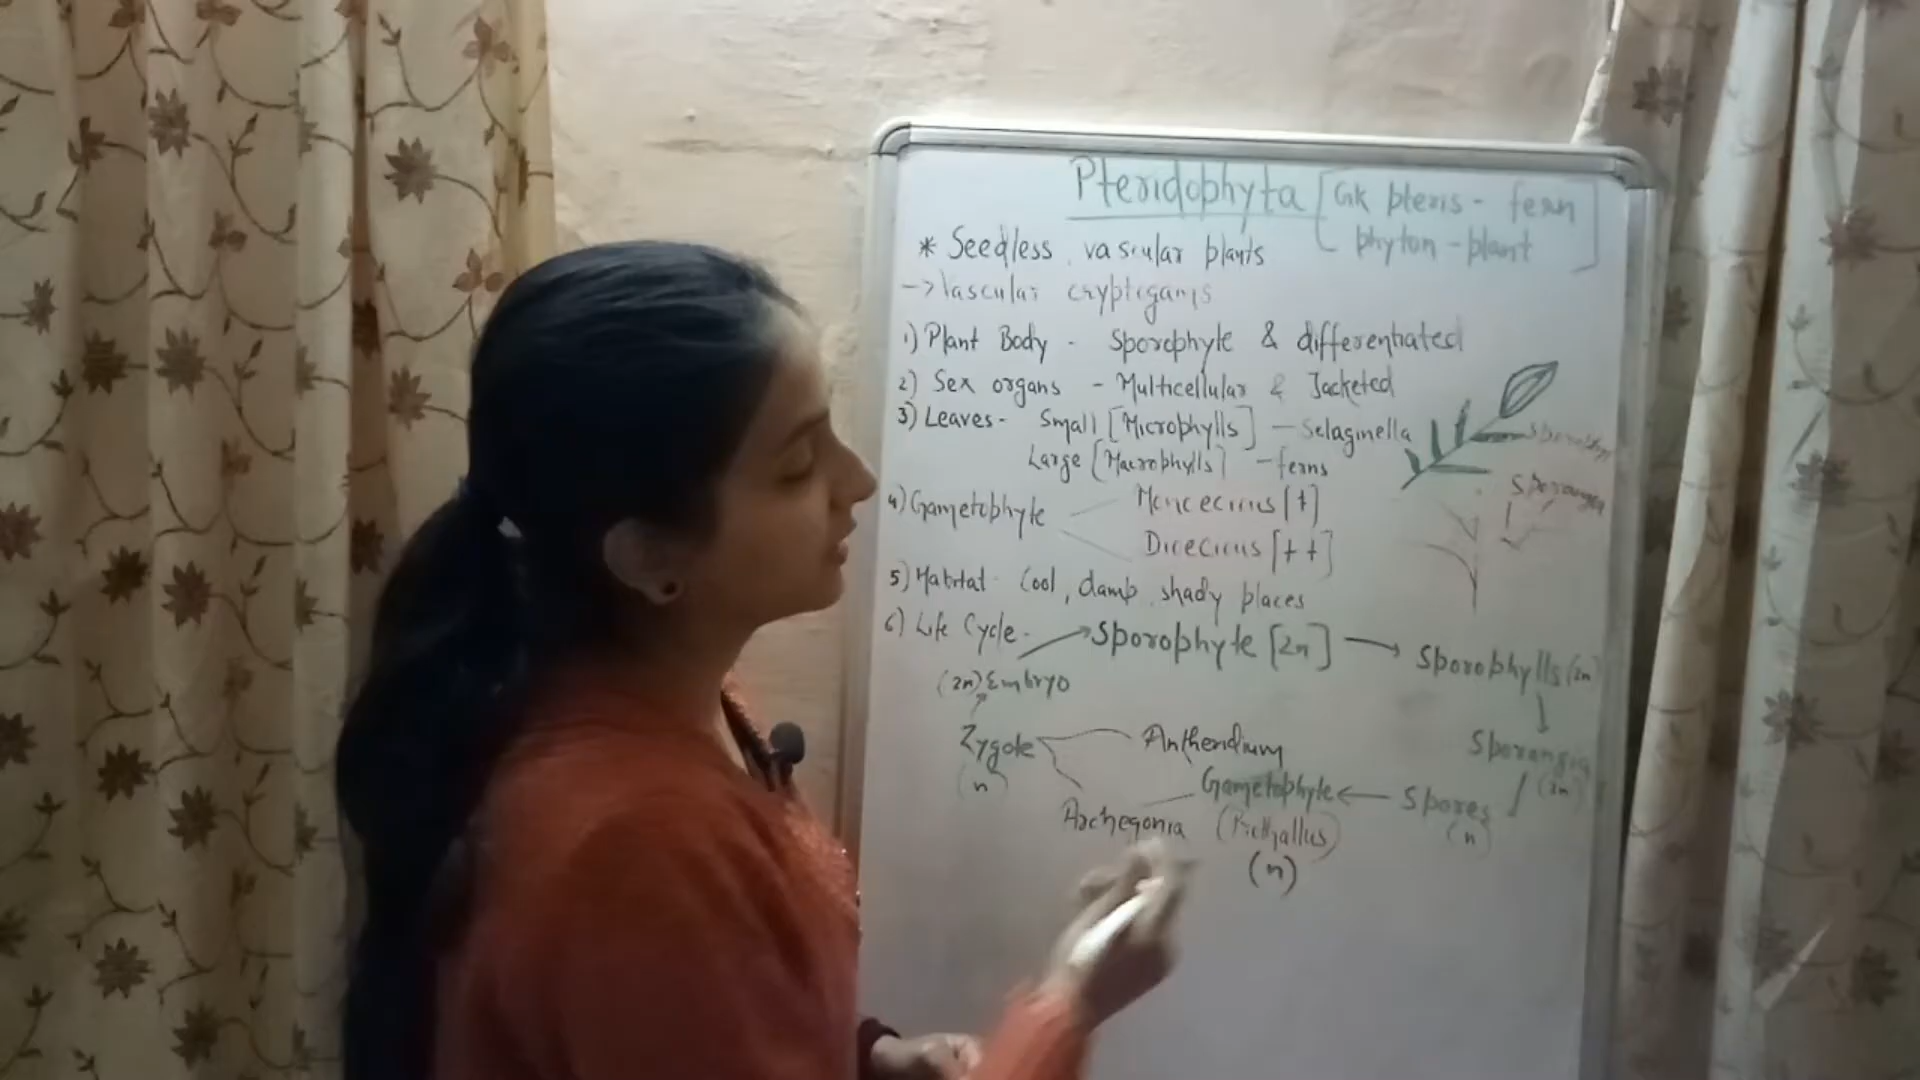 Pteridophyta [Gk pteris - fern
phyton - plant]
* Seedless vascular plants
-> Vascular cryptogams
1) Plant Body - Sporophyte & differentiated
2) Sex organs - Multicellular & Jacketed
3) Leaves - Small [Microphylls] - Selaginella
Large [Macrophylls] - ferns
4) Gametophyte
Monoecious [+]
Dioecious [++]
Sporangia
5) Habitat - Cool, damp, shady places
6) Life Cycle -
Sporophyte [2n] → Sporophylls (2n)
(2n) Embryo
Zygote
(n)
Antheridium
Sporangia
(2n)
Archegonia
Gametophyte ← Spores
(n)
(Prothallus)
(n)